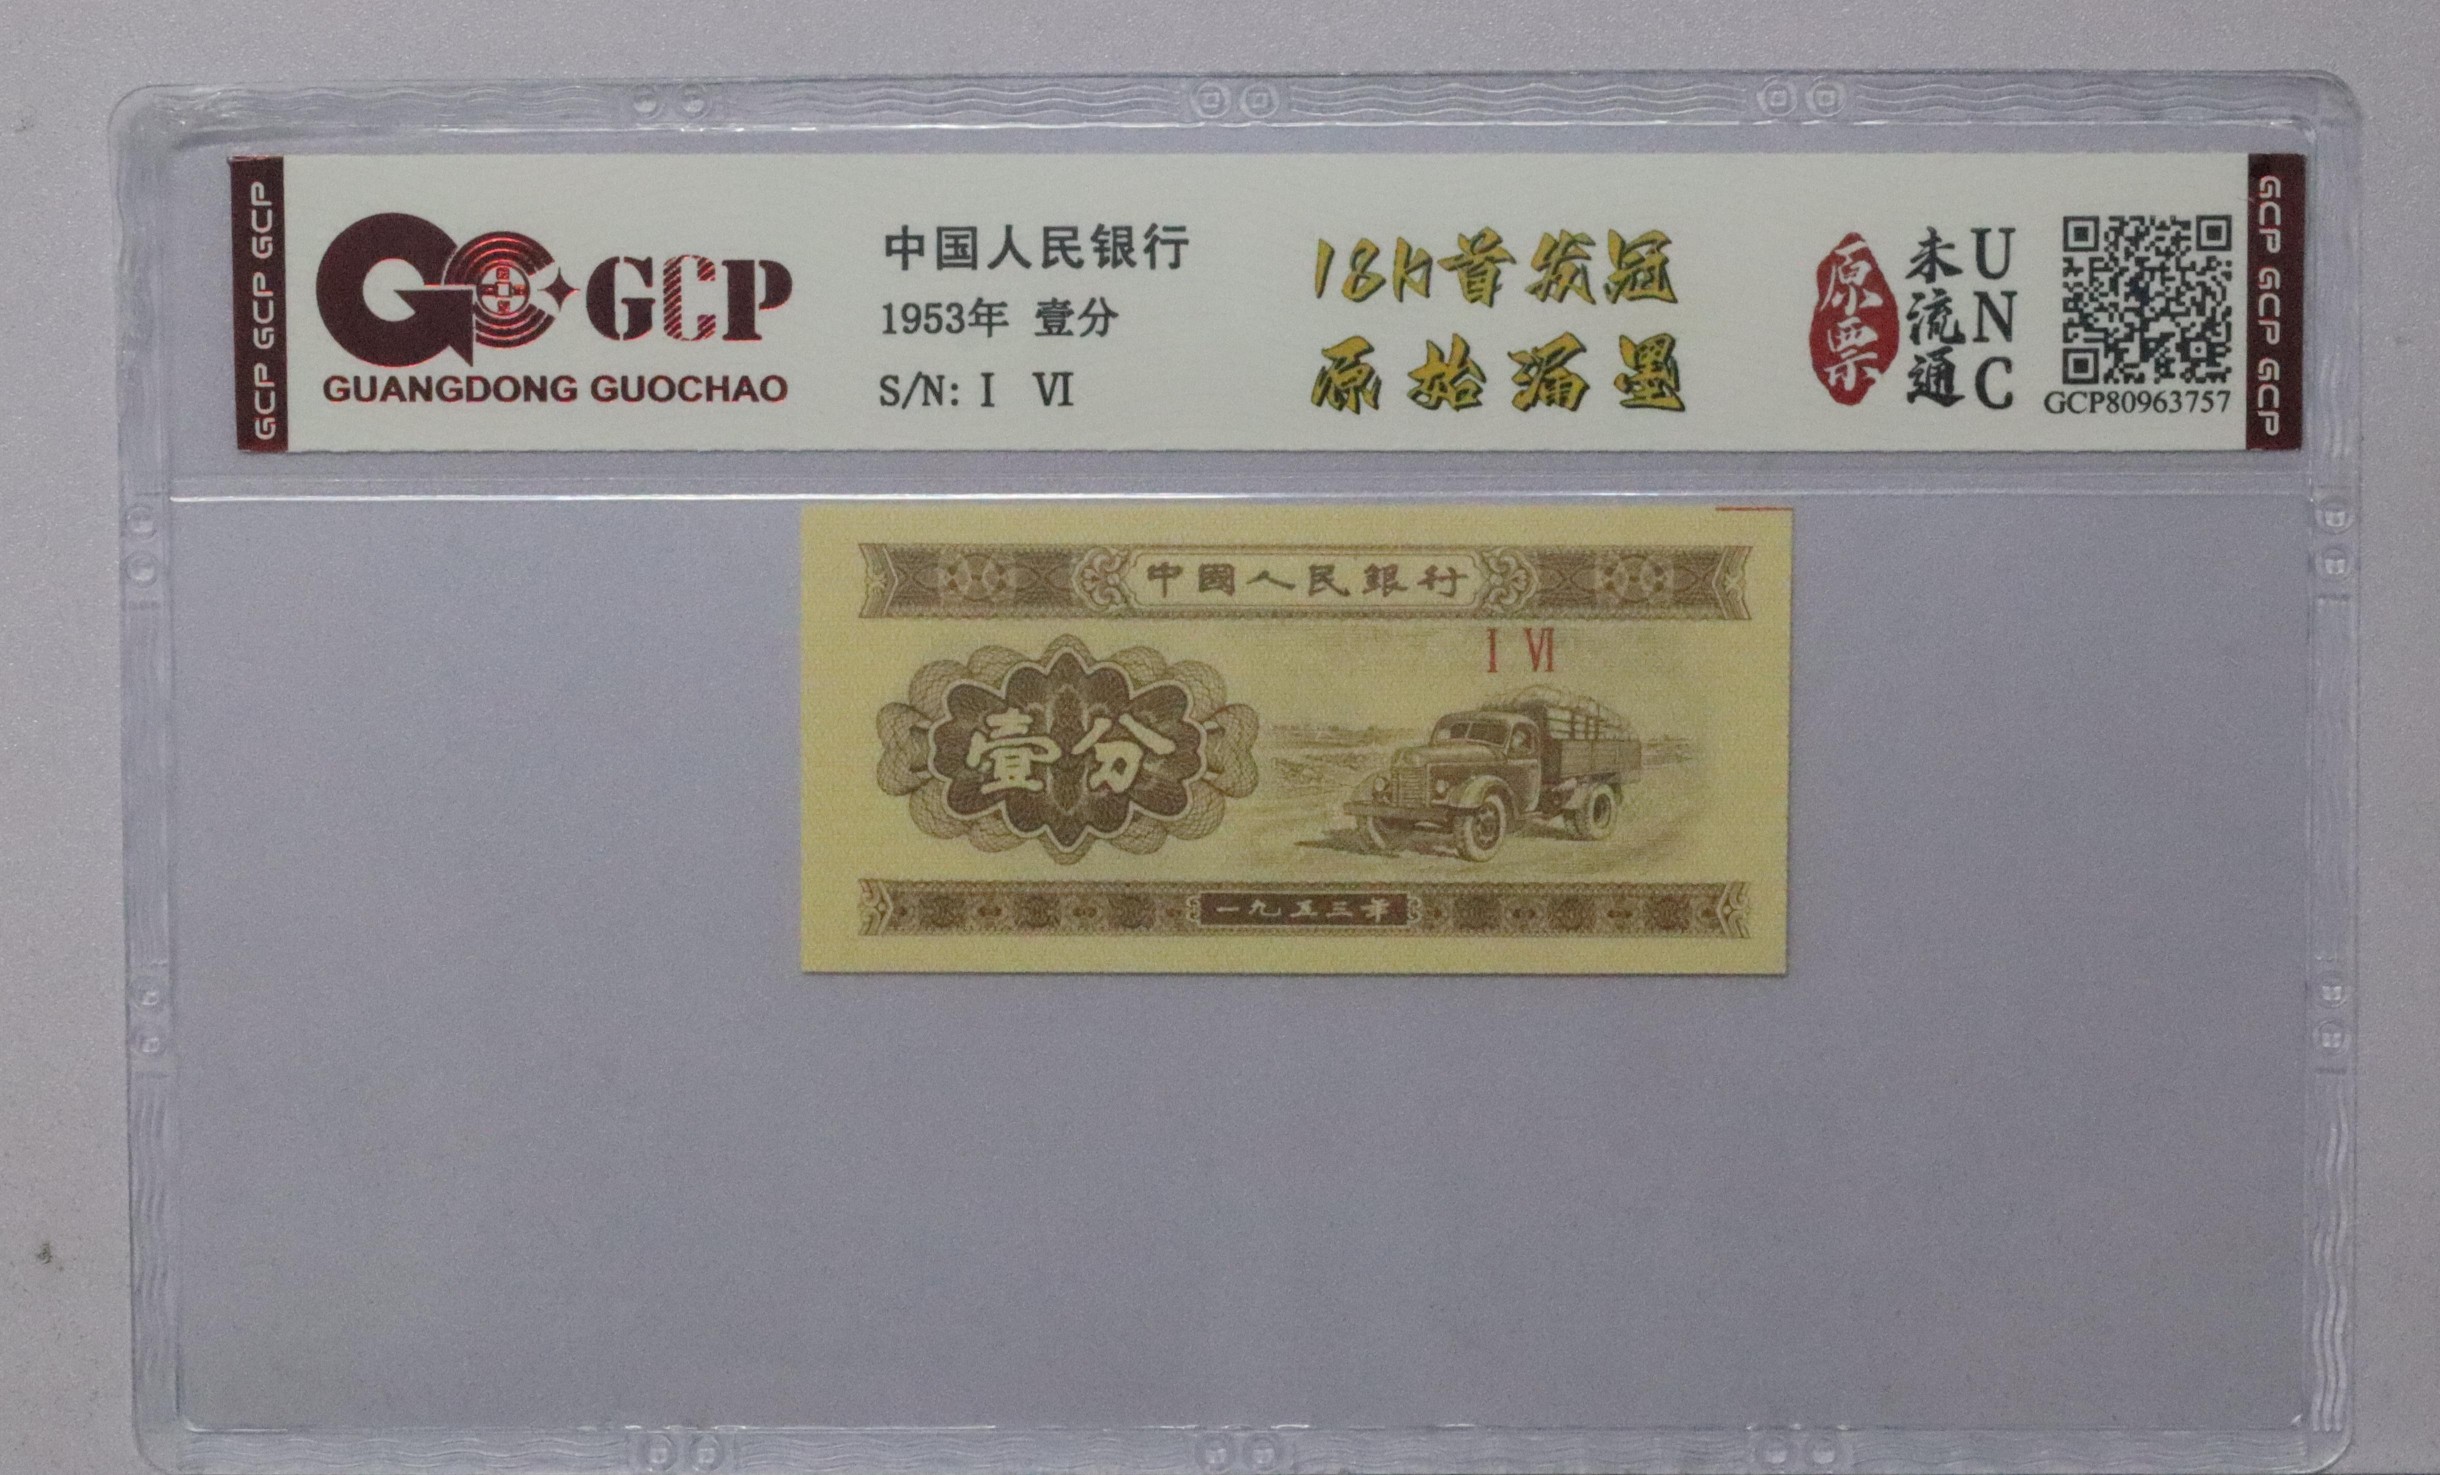 GCP GCP GCP
GCP
GUANGDONG GUOCHAO
中国人民银行
1953年 壹分
S/N: I VI
18h首发冠
原始漏墨
原票
未流通
UNC
GCP80963757
GCP GCP GCP
中國人民銀行
I VI
壹分
一九五三年